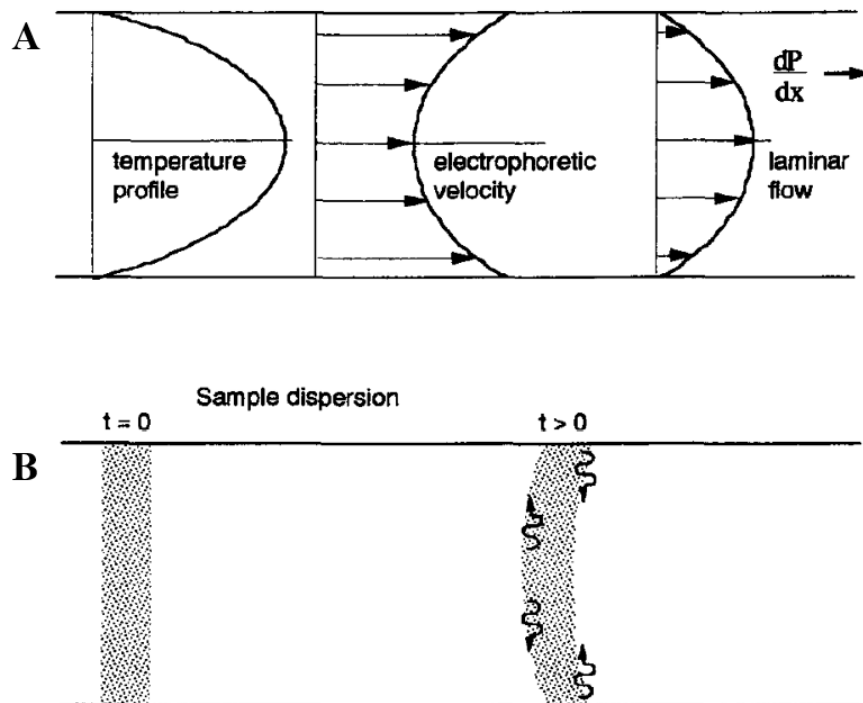 A
dP
dx
temperature
profile
electrophoretic
velocity
laminar
flow
Sample dispersion
t = 0
t > 0
B